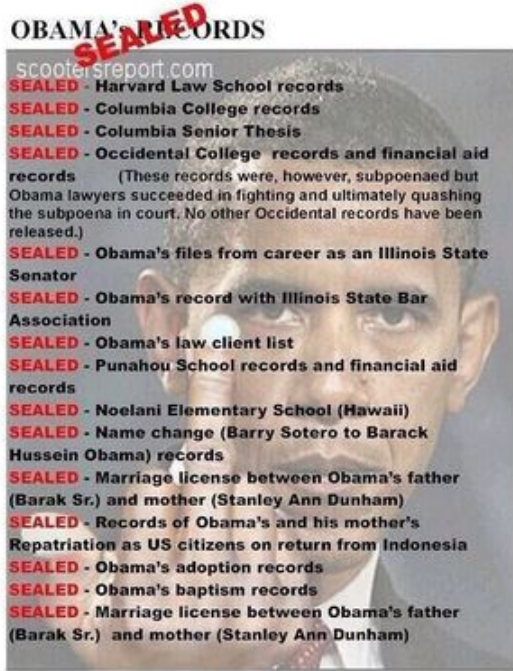 OBAMA's RECORDS
SEALED
scootersreport.com
SEALED - Harvard Law School records
SEALED - Columbia College records
SEALED - Columbia Senior Thesis
SEALED - Occidental College records and financial aid
records (These records were, however, subpoenaed but
Obama lawyers succeeded in fighting and ultimately quashing
the subpoena in court. No other Occidental records have been
released.)
SEALED - Obama's files from career as an Illinois State
Senator
SEALED - Obama's record with Illinois State Bar
Association
SEALED - Obama's law client list
SEALED - Punahou School records and financial aid
records
SEALED - Noelani Elementary School (Hawaii)
SEALED - Name change (Barry Sotero to Barack
Hussein Obama) records
SEALED - Marriage license between Obama's father
(Barak Sr.) and mother (Stanley Ann Dunham)
SEALED - Records of Obama's and his mother's
Repatriation as US citizens on return from Indonesia
SEALED - Obama's adoption records
SEALED - Obama's baptism records
SEALED - Marriage license between Obama's father
(Barak Sr.) and mother (Stanley Ann Dunham)